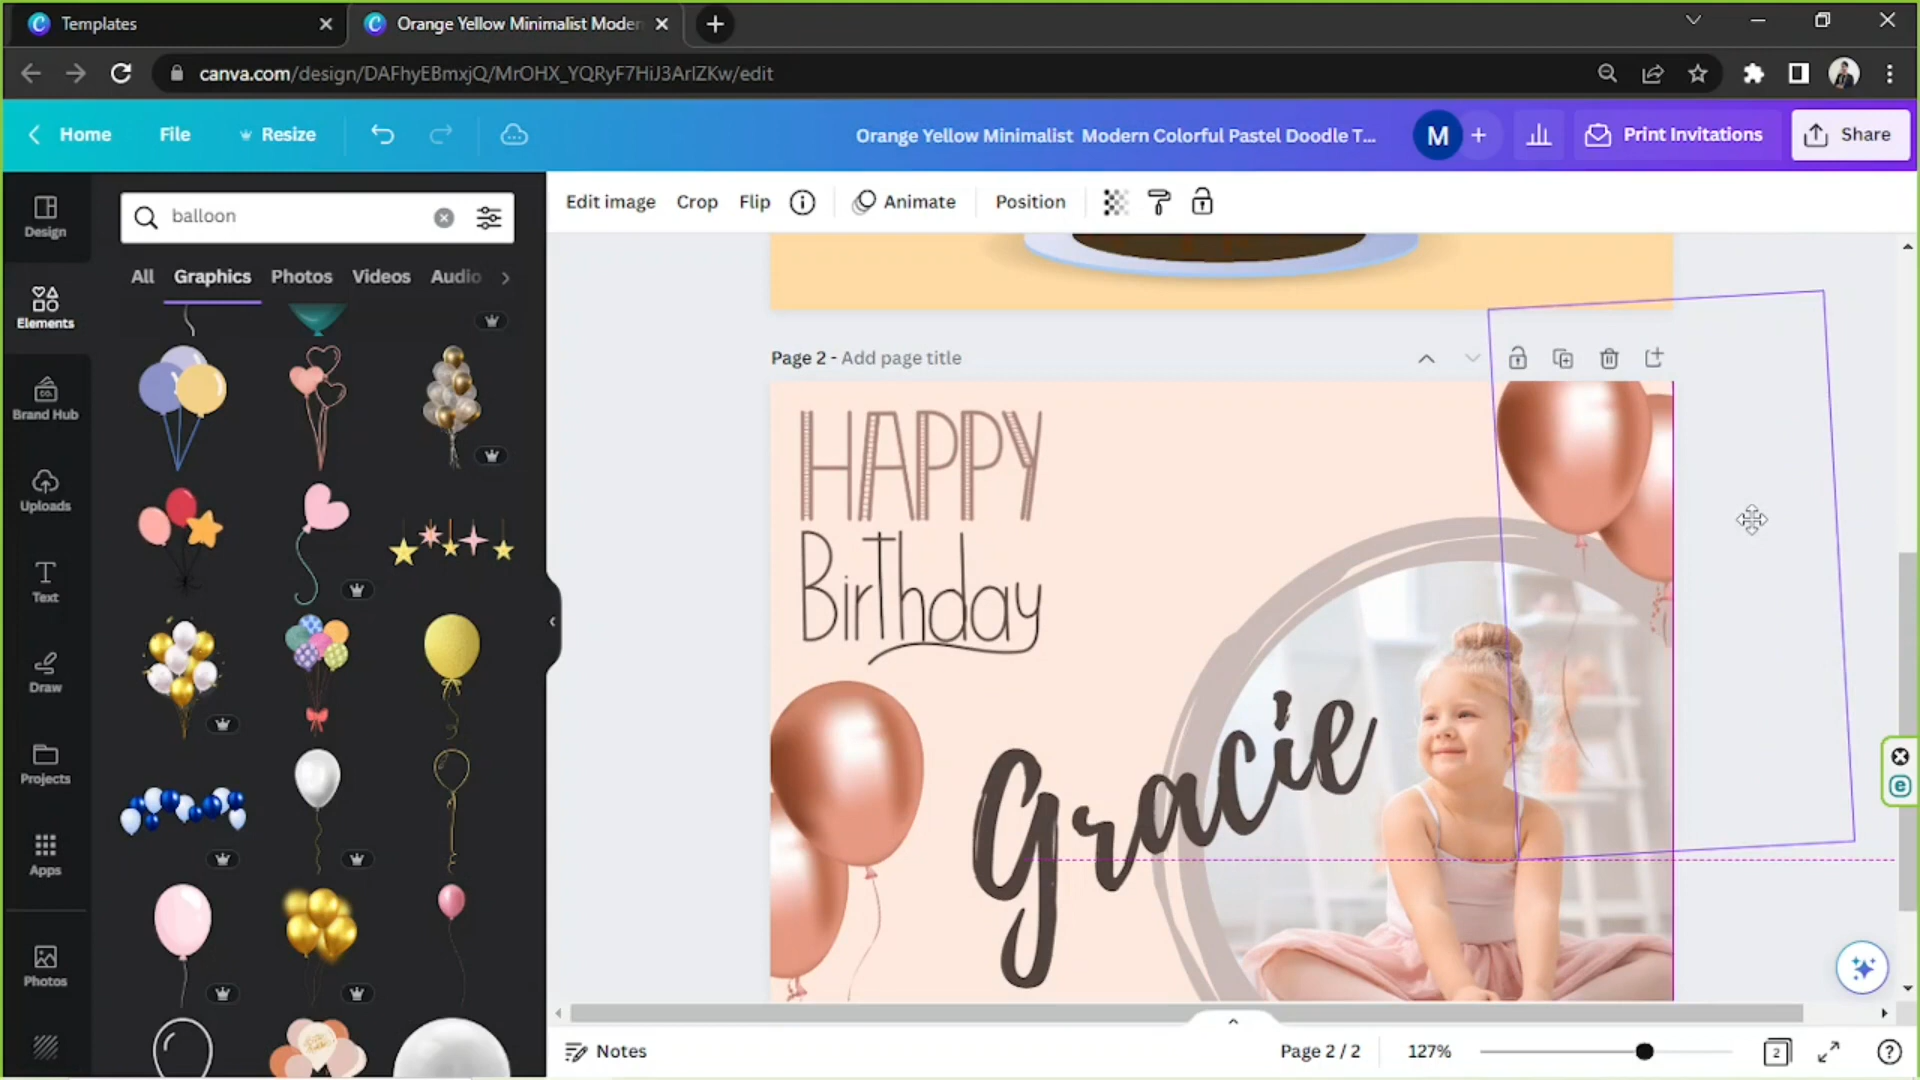 Templates
Orange Yellow Minimalist Moder
canva.com/design/DAFhyEBmxjQ/MrOHX_YQRyF7HiJ3ArIZKw/edit
Home
File
Resize
Orange Yellow Minimalist Modern Colorful Pastel Doodle T...
M
Print Invitations
Share
Design
Elements
Brand Hub
Uploads
Text
Draw
Projects
Apps
Photos
balloon
All
Graphics
Photos
Videos
Audio
Edit image
Crop
Flip
Animate
Position
Page 2 - Add page title
HAPPY
Birthday
Gracie
Notes
Page 2 / 2
127%
2